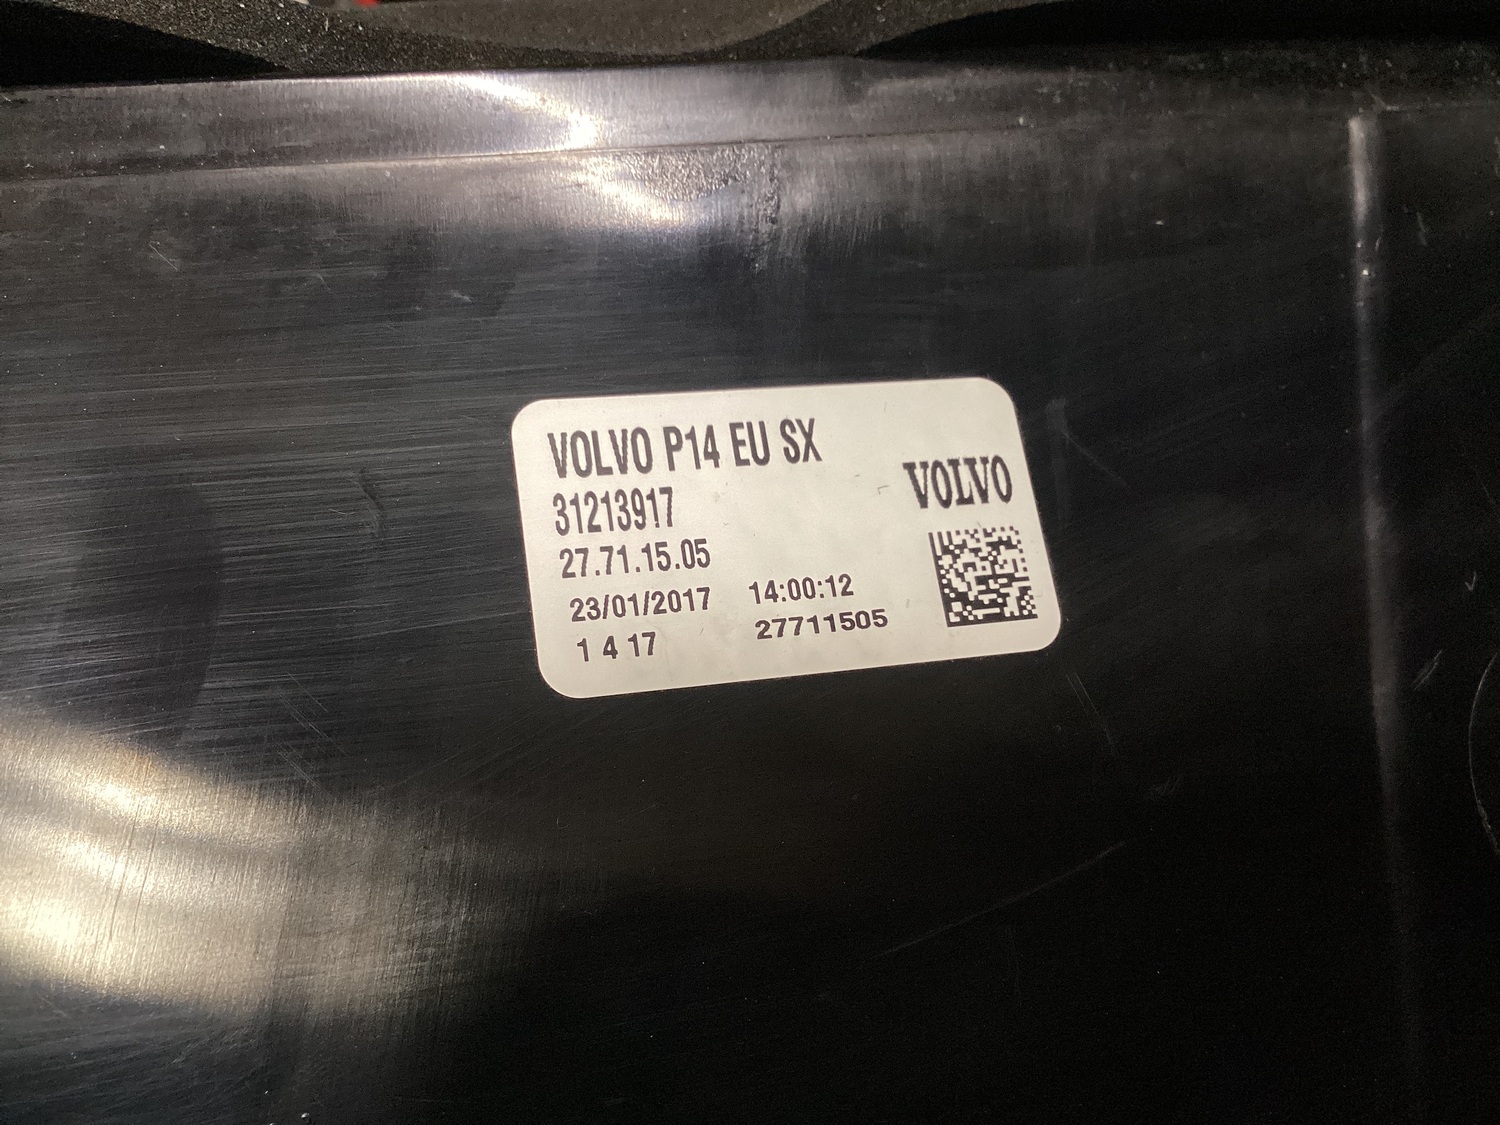 VOLVO P14 EU SX
31213917
27.71.15.05
23/01/2017 14:00:12
1 4 17 27711505
VOLVO